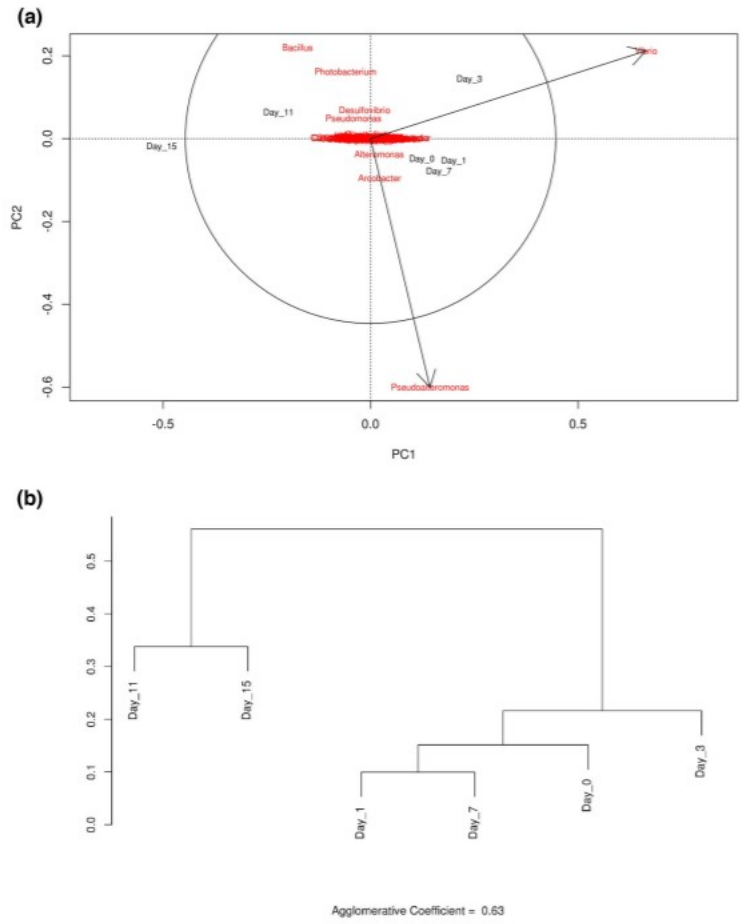 (a)
0.2
0.0
-0.2
-0.4
-0.6
PC2
Bacillus
Photobacterium
Day_3
Desulfovibrio
Pseudomonas
Day_11
Day_15
Alteromonas
Day_0
Day_1
Day_7
Arcobacter
Pseudoalteromonas
-0.5
0.0
0.5
PC1
(b)
0.5
0.4
0.3
0.2
0.1
0.0
Day_11
Day_15
Day_1
Day_7
Day_0
Day_3
Agglomerative Coefficient = 0.63